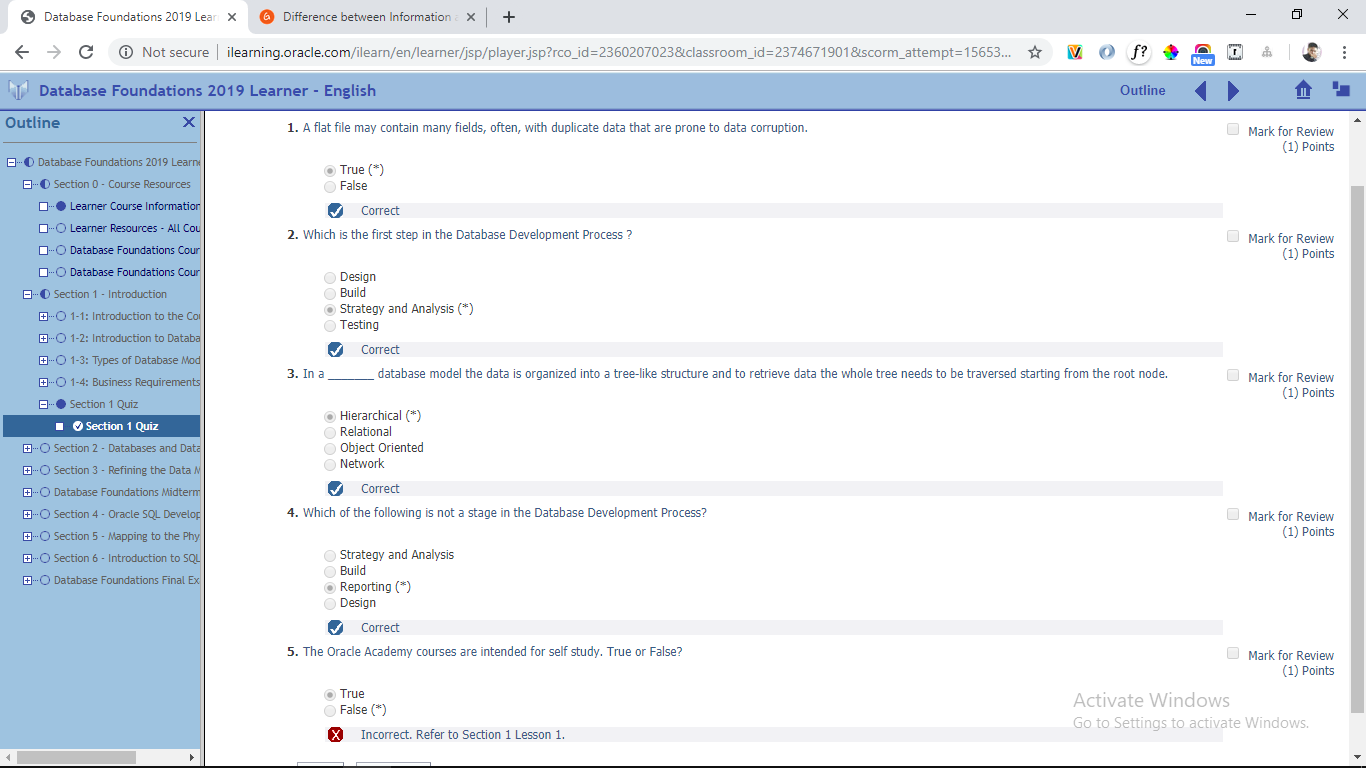 Database Foundations 2019 Lear
Difference between Information a
Not secure
ilearning.oracle.com/ilearn/en/learner/jsp/player.jsp?rco_id=2360207023&classroom_id=2374671901&scorm_attempt=15653...
f?
New
Database Foundations 2019 Learner - English
Outline
Outline
Database Foundations 2019 Learne
Section 0 - Course Resources
Learner Course Information
Learner Resources - All Cou
Database Foundations Cour
Database Foundations Cour
Section 1 - Introduction
1-1: Introduction to the Cou
1-2: Introduction to Databa
1-3: Types of Database Mod
1-4: Business Requirements
Section 1 Quiz
Section 1 Quiz
Section 2 - Databases and Data
Section 3 - Refining the Data M
Database Foundations Midterm
Section 4 - Oracle SQL Develop
Section 5 - Mapping to the Phy
Section 6 - Introduction to SQL
Database Foundations Final Ex
1. A flat file may contain many fields, often, with duplicate data that are prone to data corruption.
Mark for Review
(1) Points
True (*)
False
Correct
2. Which is the first step in the Database Development Process ?
Mark for Review
(1) Points
Design
Build
Strategy and Analysis (*)
Testing
Correct
3. In a _______ database model the data is organized into a tree-like structure and to retrieve data the whole tree needs to be traversed starting from the root node.
Mark for Review
(1) Points
Hierarchical (*)
Relational
Object Oriented
Network
Correct
4. Which of the following is not a stage in the Database Development Process?
Mark for Review
(1) Points
Strategy and Analysis
Build
Reporting (*)
Design
Correct
5. The Oracle Academy courses are intended for self study. True or False?
Mark for Review
(1) Points
True
False (*)
Incorrect. Refer to Section 1 Lesson 1.
Activate Windows
Go to Settings to activate Windows.